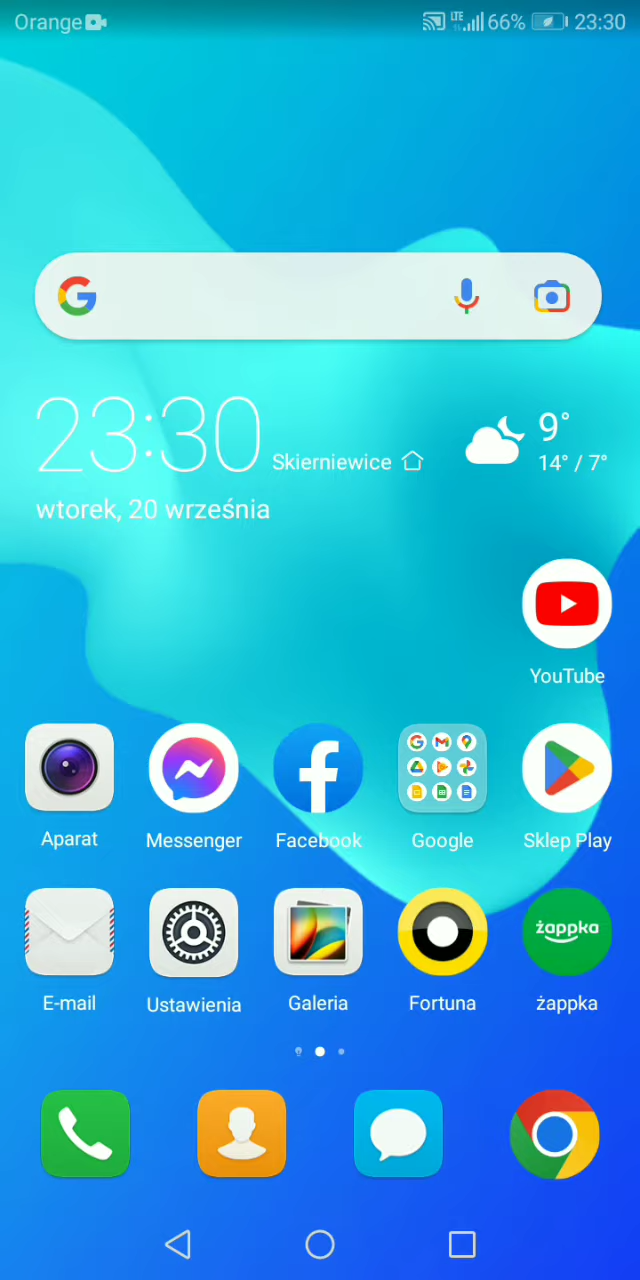 Orange LTE 66% 23:30
23:30 Skierniewice 9°
14° / 7°
wtorek, 20 września
YouTube
Aparat Messenger Facebook Google Sklep Play
żappka
E-mail Ustawienia Galeria Fortuna żappka